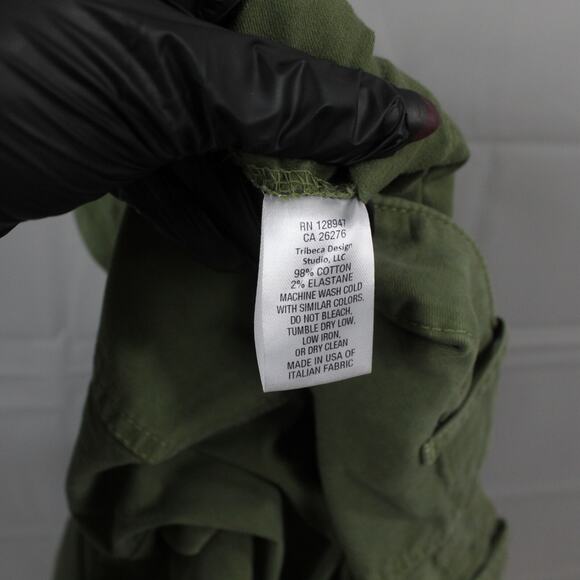 RN 128947
CA 26276
Tribeca Design
Studio, LLC
98% COTTON
2% ELASTANE
MACHINE WASH COLD
WITH SIMILAR COLORS.
DO NOT BLEACH.
TUMBLE DRY LOW.
LOW IRON,
OR DRY CLEAN
MADE IN USA OF
ITALIAN FABRIC